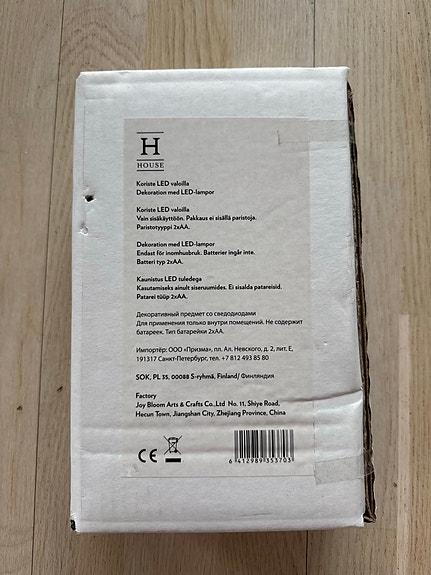 H
HOUSE
Koriste LED valoilla
Dekoration med LED-lampor
Koriste LED valoilla
Vain sisäkäyttöön. Pakkaus ei sisällä paristoja.
Paristotyyppi 2xAA.
Dekoration med LED-lampor
Endast för inomhusbruk. Batterier ingår inte.
Batteri typ 2xAA.
Kaunistus LED tuledega
Kasutamiseks ainult siseruumides. Ei sisalda patareisid.
Patarei tüüp 2xAA.
Декоративный предмет со светодиодами
Для применения только внутри помещений. Не содержит
батареек. Тип батарейки 2xAA.
Импортёр: ООО «Призма», пл. Ал. Невского, д. 2, лит. Е,
191317 Санкт-Петербург, тел. +7 812 493 85 80
SOK, PL 35, 00088 S-ryhmä, Finland/ Финляндия
Factory
Joy Bloom Arts & Crafts Co.,Ltd No. 11, Shiye Road,
Hecun Town, Jiangshan City, Zhejiang Province, China
CE
6 412989 353703